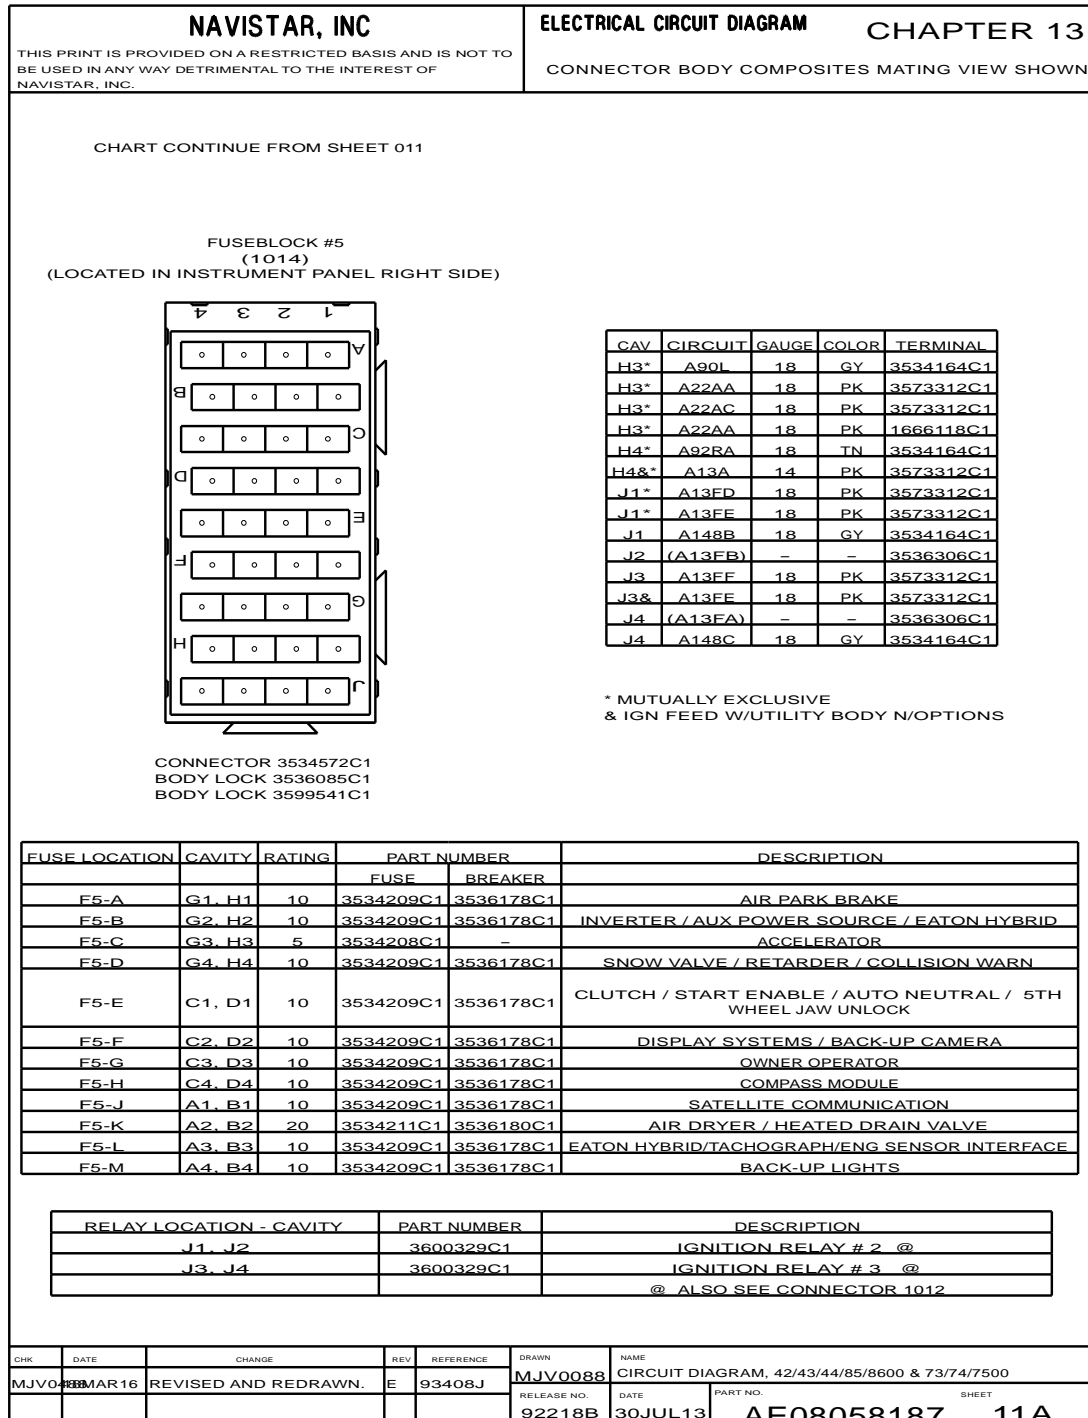 NAVISTAR, INC
THIS PRINT IS PROVIDED ON A RESTRICTED BASIS AND IS NOT TO
BE USED IN ANY WAY DETRIMENTAL TO THE INTEREST OF
NAVISTAR, INC.
ELECTRICAL CIRCUIT DIAGRAM CHAPTER 13
CONNECTOR BODY COMPOSITES MATING VIEW SHOWN
CHART CONTINUE FROM SHEET 011
FUSEBLOCK #5
(1014)
(LOCATED IN INSTRUMENT PANEL RIGHT SIDE)
4 3 2 1
A
B
C
D
E
F
G
H
J
CONNECTOR 3534572C1
BODY LOCK 3536085C1
BODY LOCK 3599541C1
CAV CIRCUIT GAUGE COLOR TERMINAL
H3* A90L 18 GY 3534164C1
H3* A22AA 18 PK 3573312C1
H3* A22AC 18 PK 3573312C1
H3* A22AA 18 PK 1666118C1
H4* A92RA 18 TN 3534164C1
H4&* A13A 14 PK 3573312C1
J1* A13FD 18 PK 3573312C1
J1* A13FE 18 PK 3573312C1
J1 A148B 18 GY 3534164C1
J2 (A13FB) – – 3536306C1
J3 A13FF 18 PK 3573312C1
J3& A13FE 18 PK 3573312C1
J4 (A13FA) – – 3536306C1
J4 A148C 18 GY 3534164C1
* MUTUALLY EXCLUSIVE
& IGN FEED W/UTILITY BODY N/OPTIONS
FUSE LOCATION CAVITY RATING PART NUMBER DESCRIPTION
FUSE BREAKER
F5-A G1, H1 10 3534209C1 3536178C1 AIR PARK BRAKE
F5-B G2, H2 10 3534209C1 3536178C1 INVERTER / AUX POWER SOURCE / EATON HYBRID
F5-C G3, H3 5 3534208C1 – ACCELERATOR
F5-D G4, H4 10 3534209C1 3536178C1 SNOW VALVE / RETARDER / COLLISION WARN
F5-E C1, D1 10 3534209C1 3536178C1 CLUTCH / START ENABLE / AUTO NEUTRAL / 5TH
WHEEL JAW UNLOCK
F5-F C2, D2 10 3534209C1 3536178C1 DISPLAY SYSTEMS / BACK-UP CAMERA
F5-G C3, D3 10 3534209C1 3536178C1 OWNER OPERATOR
F5-H C4, D4 10 3534209C1 3536178C1 COMPASS MODULE
F5-J A1, B1 10 3534209C1 3536178C1 SATELLITE COMMUNICATION
F5-K A2, B2 20 3534211C1 3536180C1 AIR DRYER / HEATED DRAIN VALVE
F5-L A3, B3 10 3534209C1 3536178C1 EATON HYBRID/TACHOGRAPH/ENG SENSOR INTERFACE
F5-M A4, B4 10 3534209C1 3536178C1 BACK-UP LIGHTS
RELAY LOCATION - CAVITY PART NUMBER DESCRIPTION
J1, J2 3600329C1 IGNITION RELAY # 2 @
J3, J4 3600329C1 IGNITION RELAY # 3 @
@ ALSO SEE CONNECTOR 1012
CHK DATE CHANGE REV REFERENCE DRAWN NAME
REVISED AND REDRAWN. E 93408J MJV0088 CIRCUIT DIAGRAM, 42/43/44/85/8600 & 73/74/7500
RELEASE NO. DATE PART NO. SHEET
92218B 30JUL13 AE08058187 11A